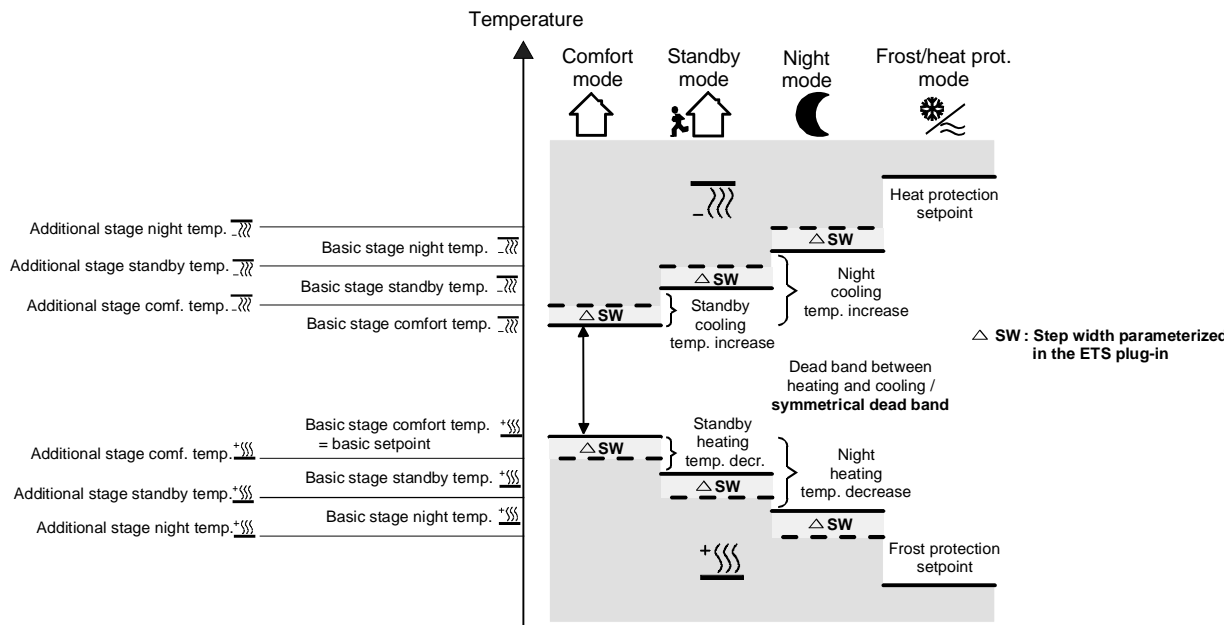 Temperature
Comfort
mode
Standby
mode
Night
mode
Frost/heat prot.
mode
Heat protection
setpoint
Additional stage night temp.
Basic stage night temp.
Additional stage standby temp.
Basic stage standby temp.
Additional stage comf. temp.
Basic stage comfort temp.
△ SW
△ SW
△ SW
Standby
cooling
temp. increase
Night
cooling
temp. increase
△ SW : Step width parameterized
in the ETS plug-in
Dead band between
heating and cooling /
symmetrical dead band
Basic stage comfort temp.
= basic setpoint
Additional stage comf. temp.
Basic stage standby temp.
Additional stage standby temp.
Basic stage night temp.
Additional stage night temp.
△ SW
△ SW
△ SW
Standby
heating
temp. decr.
Night
heating
temp. decrease
Frost protection
setpoint